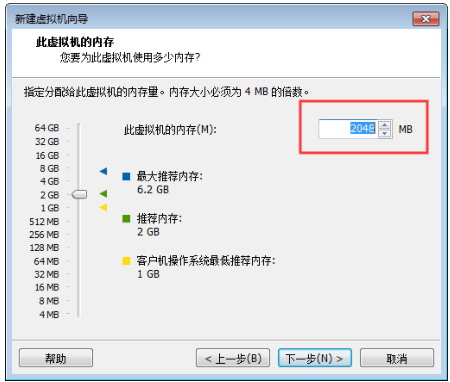 新建虚拟机向导
此虚拟机的内存
您要为此虚拟机使用多少内存?
指定分配给此虚拟机的内存量。内存大小必须为 4 MB 的倍数。
64 GB
此虚拟机的内存(M):
2048
MB
32 GB
16 GB
8 GB
最大推荐内存:
4 GB
6.2 GB
2 GB
1 GB
推荐内存:
512 MB
2 GB
256 MB
128 MB
64 MB
客户机操作系统最低推荐内存:
32 MB
1 GB
16 MB
8 MB
4 MB
帮助
< 上一步(B)
下一步(N) >
取消